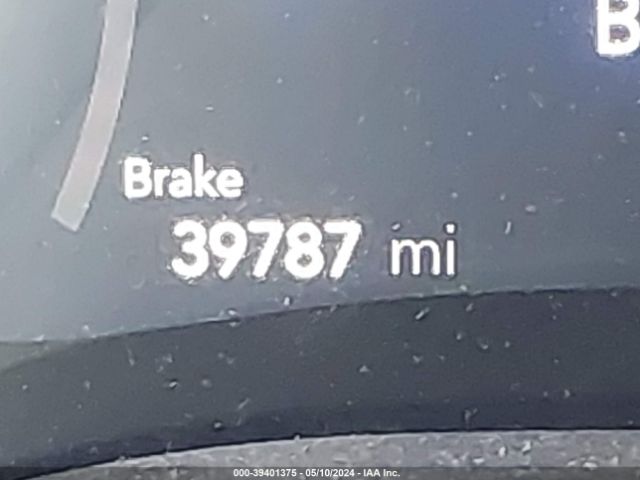 B
Brake
39787 mi
000-39401375 - 05/10/2024 - IAA Inc.